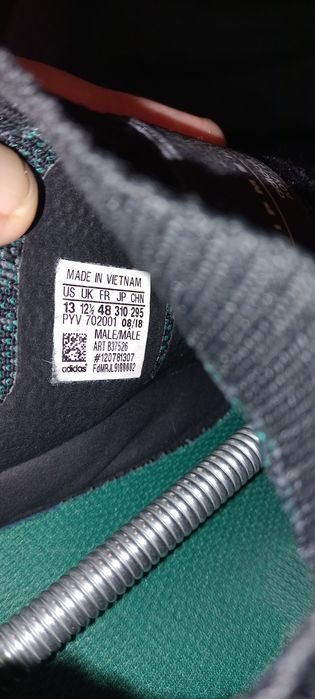 MADE IN VIETNAM
US UK FR JP CHN
13 12½ 48 310 295
PYV 702001 08/18
MALE/MÂLE
ART B37526
#120781307
adidas